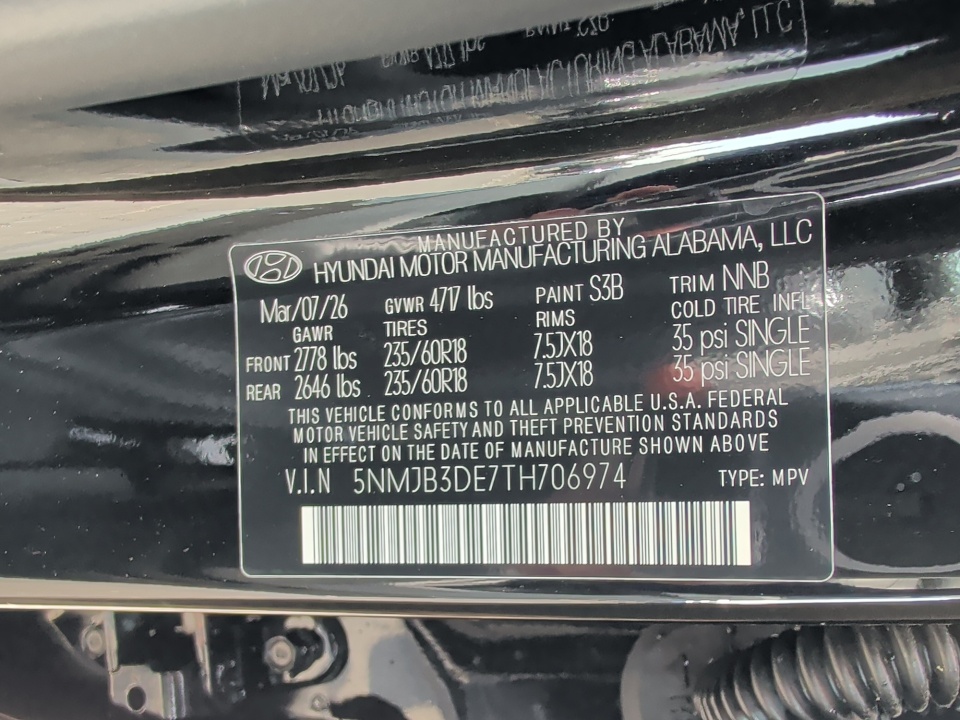 MANUFACTURED BY
HYUNDAI MOTOR MANUFACTURING ALABAMA, LLC
Mar/07/26 GVWR 4717 lbs PAINT S3B TRIM NNB
GAWR TIRES RIMS COLD TIRE INFL
FRONT 2778 lbs 235/60R18 7.5JX18 35 psi SINGLE
REAR 2646 lbs 235/60R18 7.5JX18 35 psi SINGLE
THIS VEHICLE CONFORMS TO ALL APPLICABLE U.S.A. FEDERAL
MOTOR VEHICLE SAFETY AND THEFT PREVENTION STANDARDS
IN EFFECT ON THE DATE OF MANUFACTURE SHOWN ABOVE
V.I.N 5NMJB3DE7TH706974 TYPE: MPV